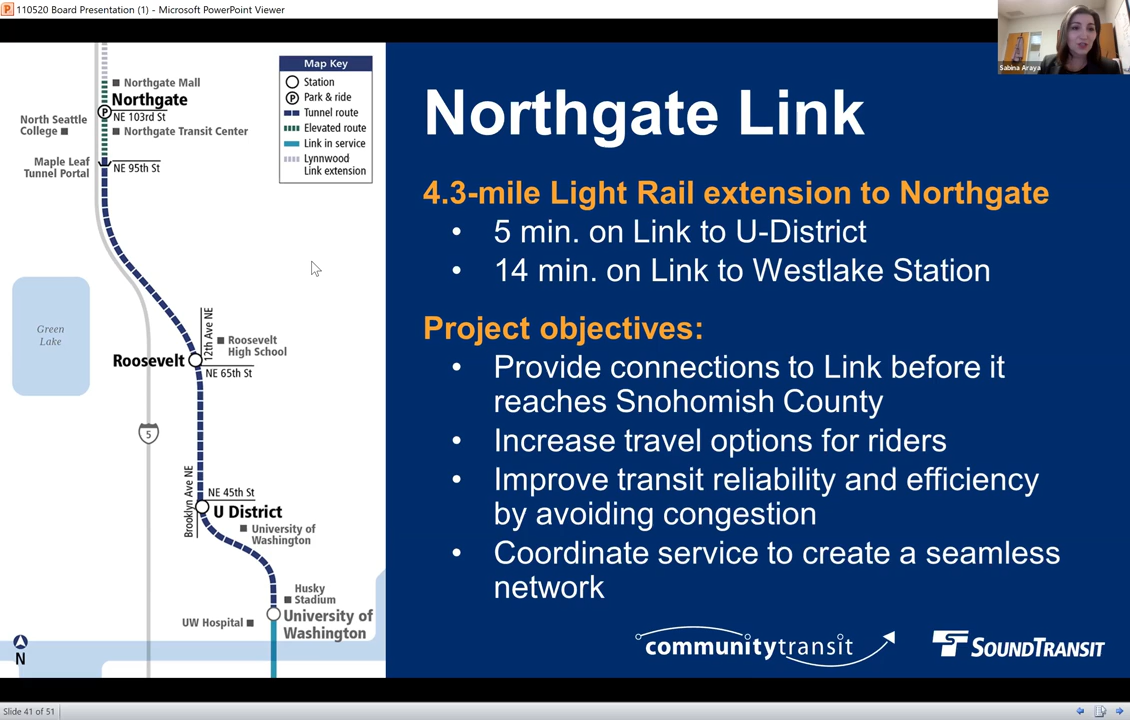 110520 Board Presentation (1) - Microsoft PowerPoint Viewer
Sabina Araya
Northgate Mall
Northgate
NE 103rd St
North Seattle
College
Northgate Transit Center
Maple Leaf
Tunnel Portal
NE 95th St
Map Key
Station
P Park & ride
Tunnel route
Elevated route
Link in service
Lynnwood
Link extension
P
Green
Lake
12th Ave NE
Roosevelt
Roosevelt
High School
NE 65th St
5
Brooklyn Ave NE
NE 45th St
U District
University of
Washington
Husky
Stadium
UW Hospital
University of
Washington
N
Northgate Link
4.3-mile Light Rail extension to Northgate
• 5 min. on Link to U-District
• 14 min. on Link to Westlake Station
Project objectives:
• Provide connections to Link before it
reaches Snohomish County
• Increase travel options for riders
• Improve transit reliability and efficiency
by avoiding congestion
• Coordinate service to create a seamless
network
communitytransit
SOUNDTRANSIT
Slide 41 of 51